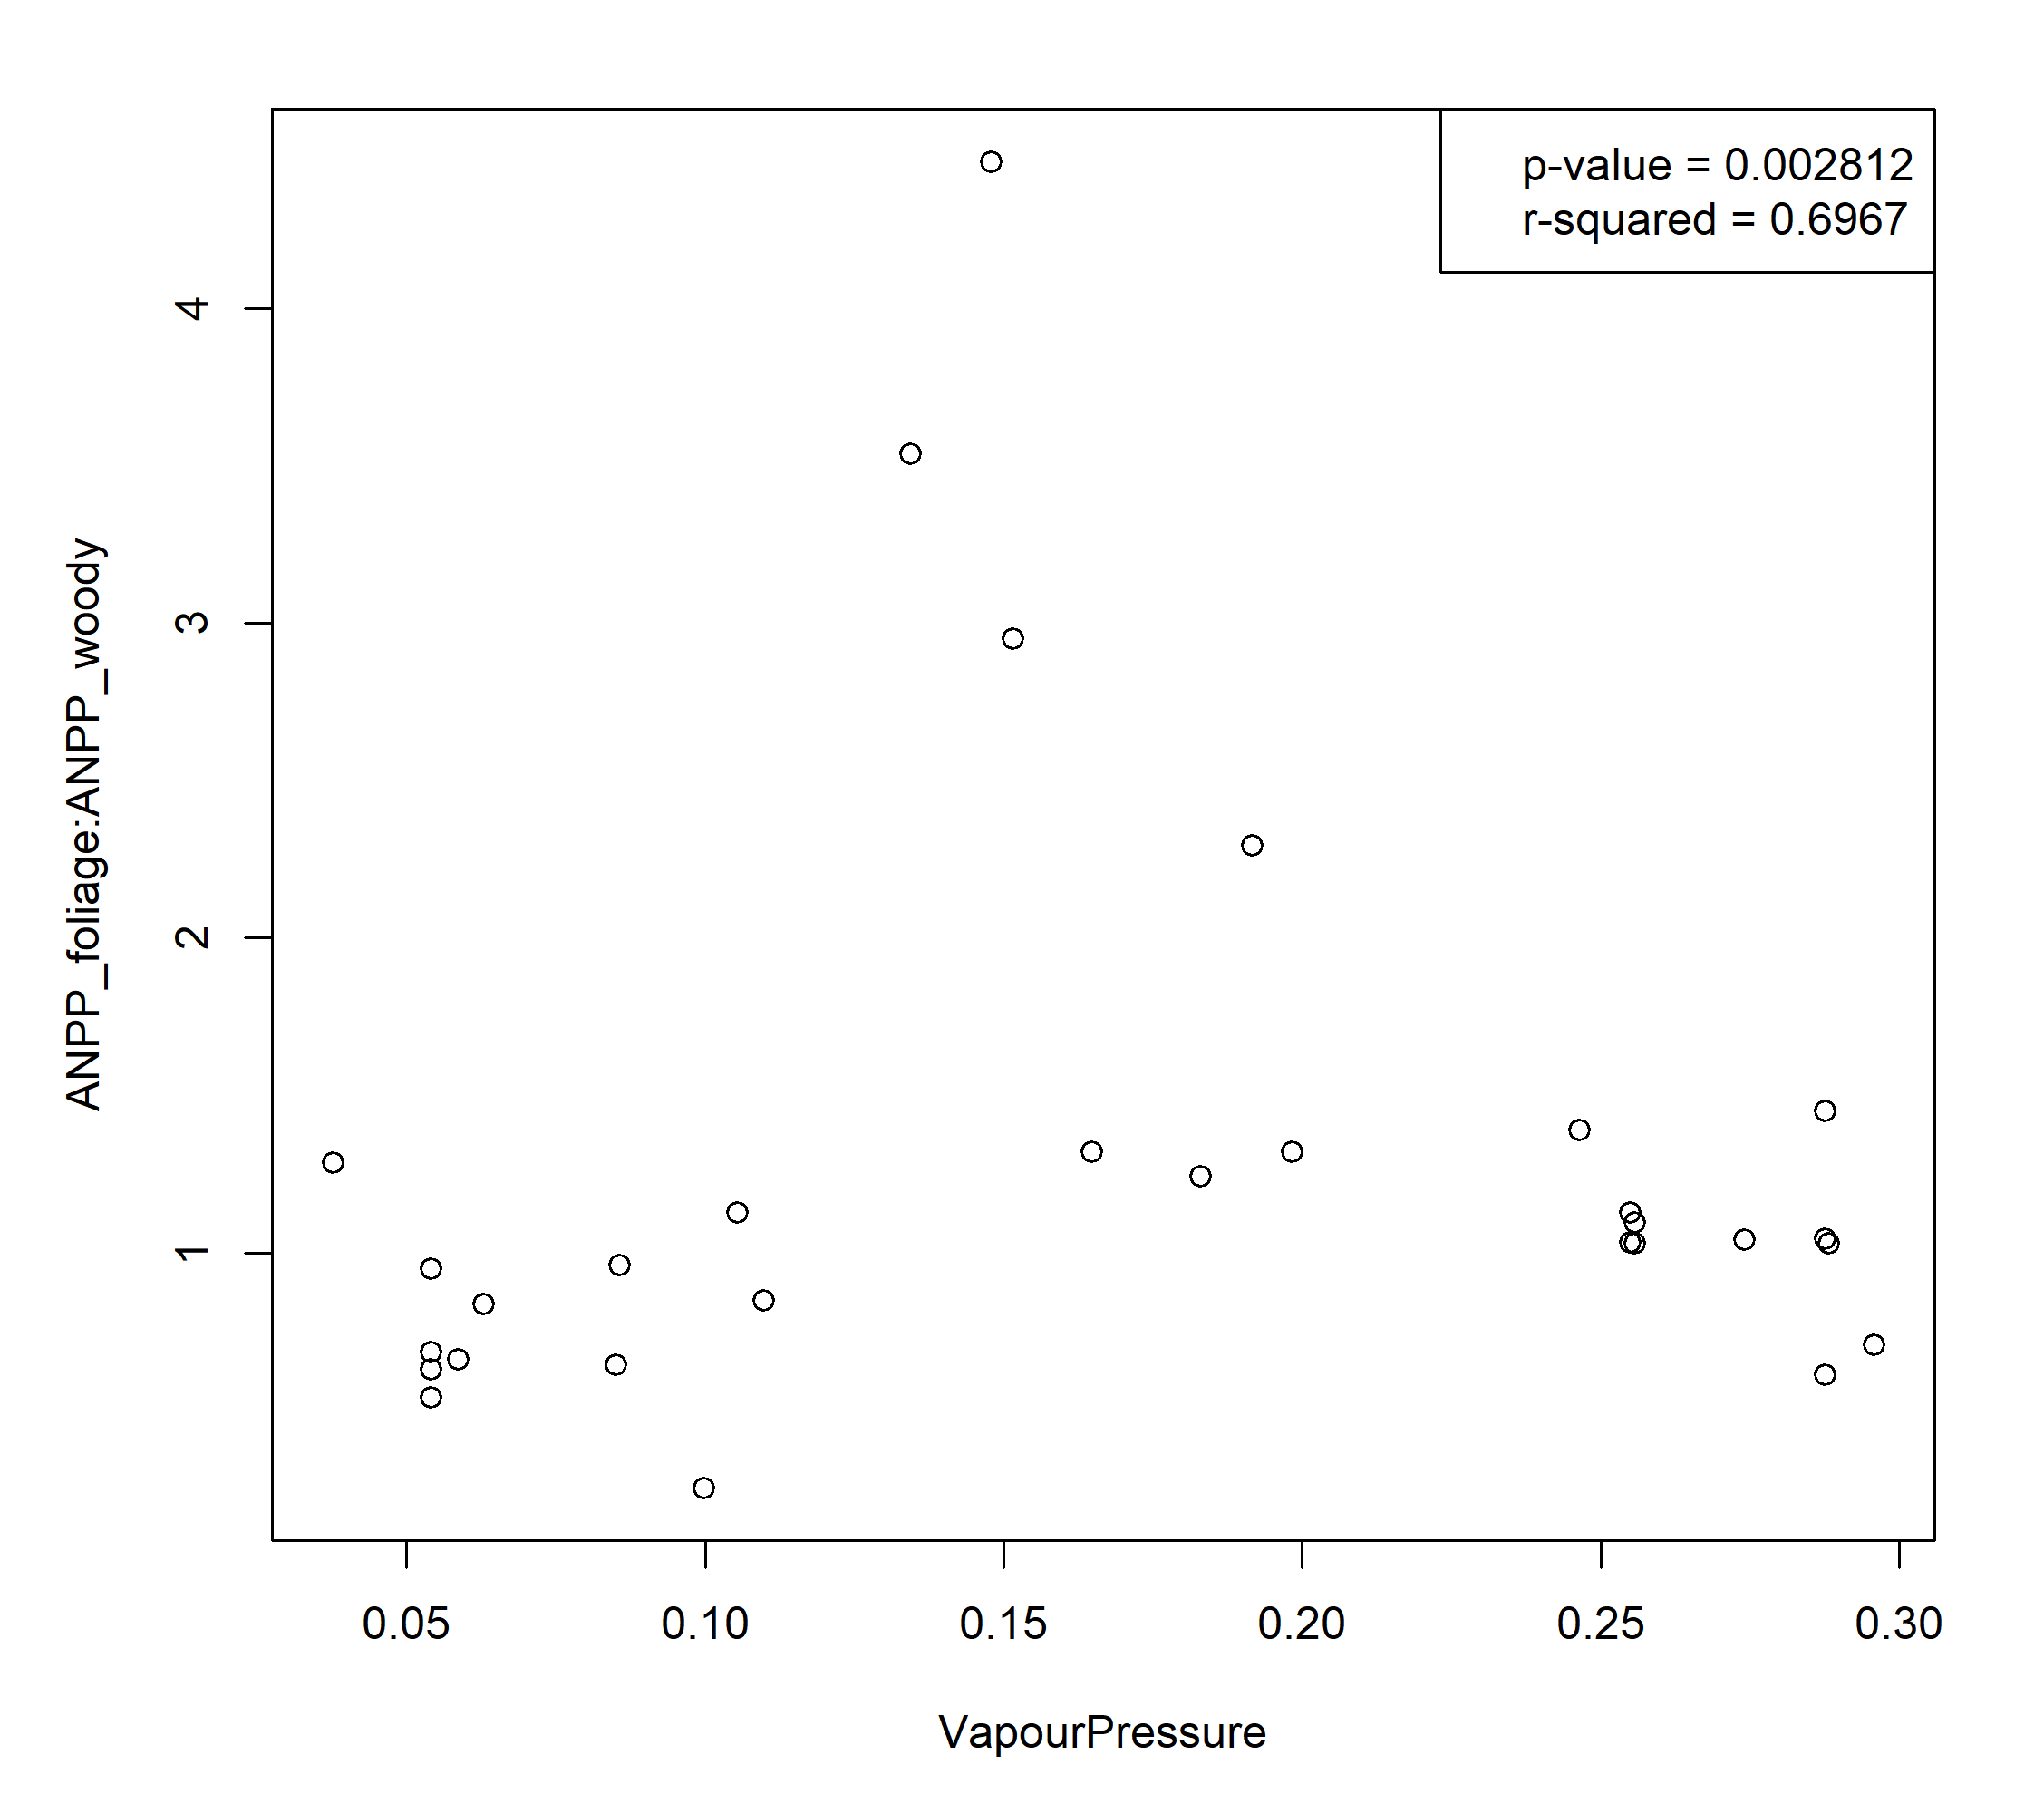 p-value = 0.002812
r-squared = 0.6967
4
3
2
1
ANPP_foliage:ANPP_woody
0.05 0.10 0.15 0.20 0.25 0.30
VapourPressure